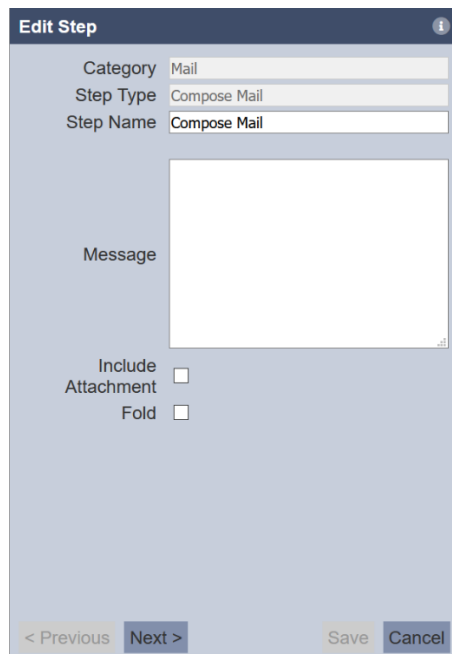 Edit Step
Category Mail
Step Type Compose Mail
Step Name Compose Mail
Message
Include
Attachment
Fold
< Previous Next > Save Cancel